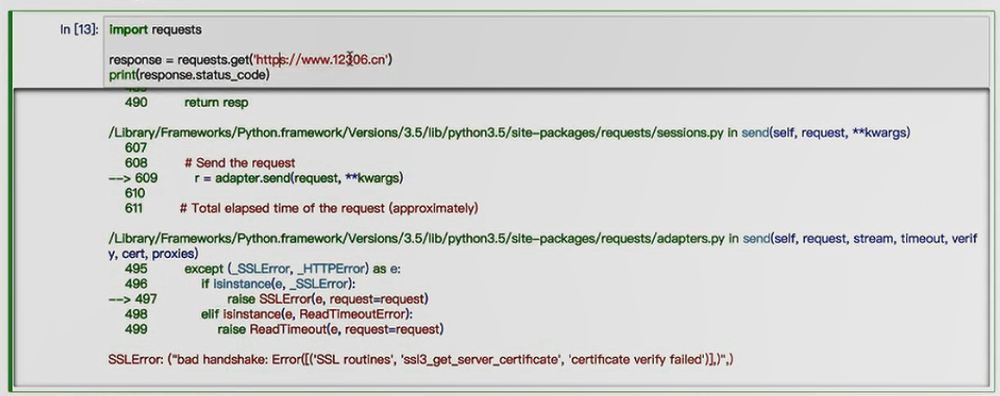 In [13]: import requests
response = requests.get('https://www.12306.cn')
print(response.status_code)
490 return resp
/Library/Frameworks/Python.framework/Versions/3.5/lib/python3.5/site-packages/requests/sessions.py in send(self, request, **kwargs)
607
608 # Send the request
--> 609 r = adapter.send(request, **kwargs)
610
611 # Total elapsed time of the request (approximately)
/Library/Frameworks/Python.framework/Versions/3.5/lib/python3.5/site-packages/requests/adapters.py in send(self, request, stream, timeout, verif
y, cert, proxies)
495 except (_SSLError, _HTTPError) as e:
496 if isinstance(e, _SSLError):
--> 497 raise SSLError(e, request=request)
498 elif isinstance(e, ReadTimeoutError):
499 raise ReadTimeout(e, request=request)
SSLError: ("bad handshake: Error([('SSL routines', 'ssl3_get_server_certificate', 'certificate verify failed')],)",)